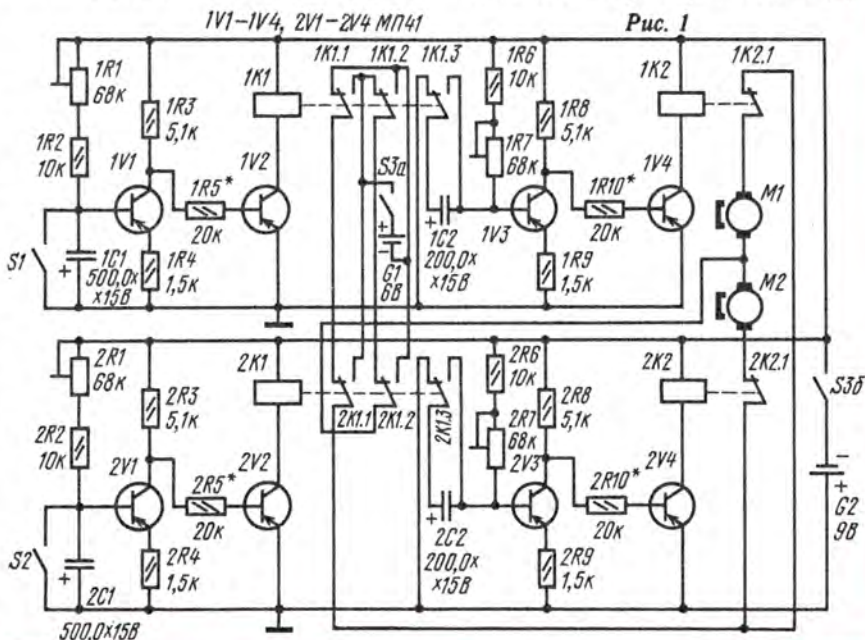 1V1–1V4, 2V1–2V4 МП41
Рис. 1
1R1
68к
1R2
10к
1R3
5,1к
1V1
1R5*
20к
1V2
1K1
1R4
1,5к
S1
+
1C1
500,0х
х15В
1K1.1
1K1.2
1K1.3
S3а
+
−
G1
6В
+
1C2
200,0х
х15В
1R6
10к
1R7
68к
1R8
5,1к
1V3
1R10*
20к
1V4
1K2
1R9
1,5к
1K2.1
M1
M2
2R1
68к
2R2
10к
2R3
5,1к
2V1
2R5*
20к
2V2
2K1
2R4
1,5к
S2
+
2C1
500,0х15В
2K1.1
2K1.2
2K1.3
+
2C2
200,0х
х15В
2R6
10к
2R7
68к
2V3
2R8
5,1к
2R10*
20к
2V4
2K2
2R9
1,5к
2K2.1
S3б
−
+
G2
9В